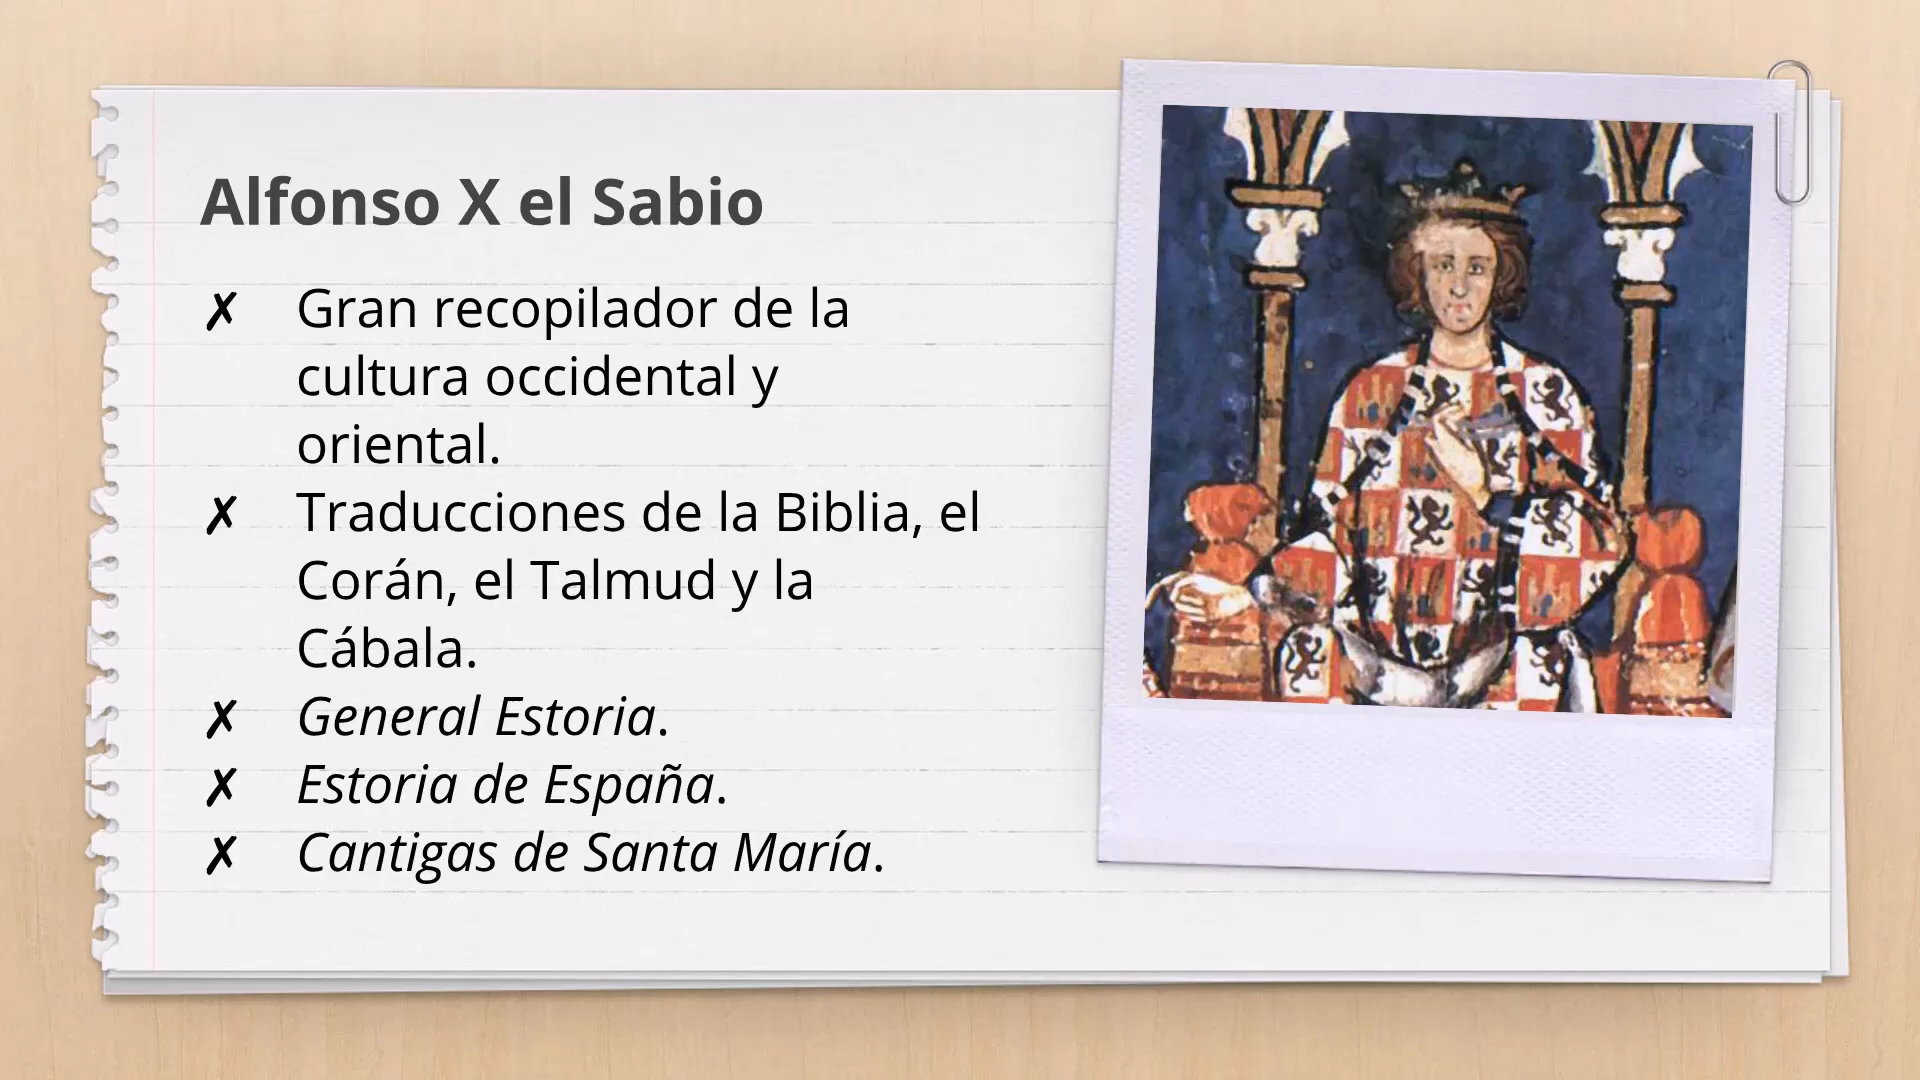 Alfonso X el Sabio
✗ Gran recopilador de la
cultura occidental y
oriental.
✗ Traducciones de la Biblia, el
Corán, el Talmud y la
Cábala.
✗ General Estoria.
✗ Estoria de España.
✗ Cantigas de Santa María.